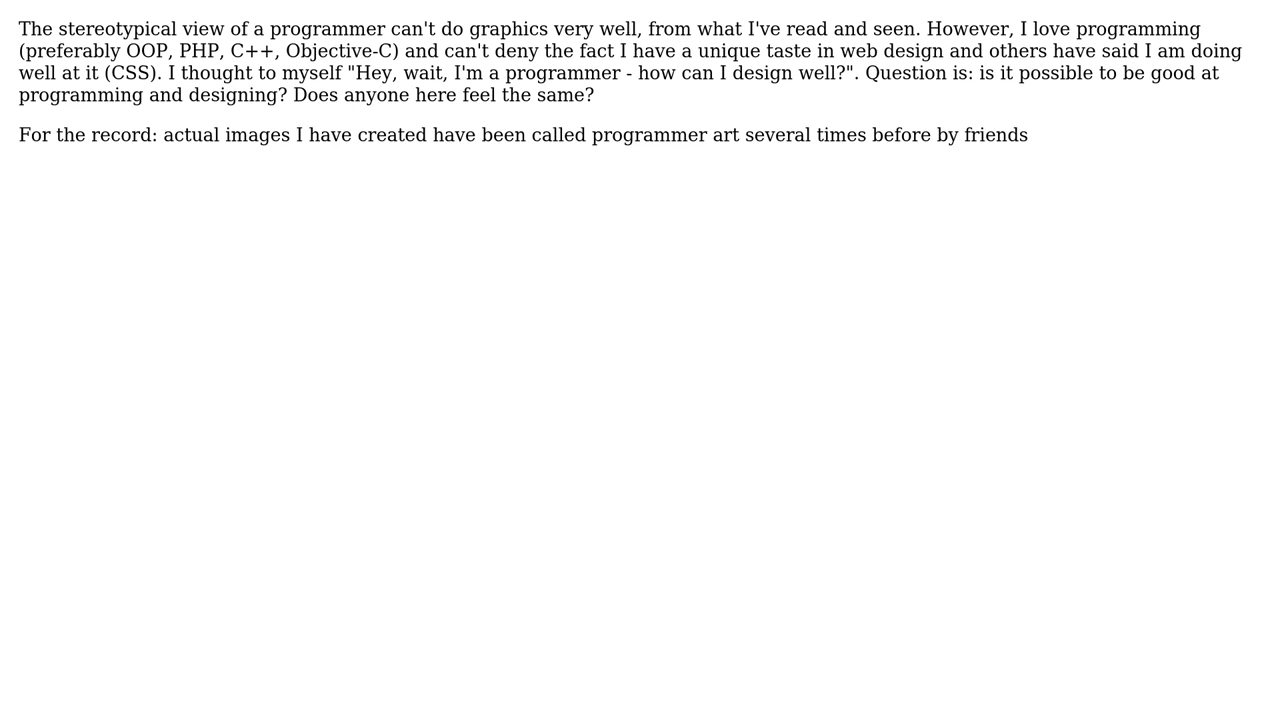 The stereotypical view of a programmer can't do graphics very well, from what I've read and seen. However, I love programming
(preferably OOP, PHP, C++, Objective-C) and can't deny the fact I have a unique taste in web design and others have said I am doing
well at it (CSS). I thought to myself "Hey, wait, I'm a programmer - how can I design well?". Question is: is it possible to be good at
programming and designing? Does anyone here feel the same?
For the record: actual images I have created have been called programmer art several times before by friends